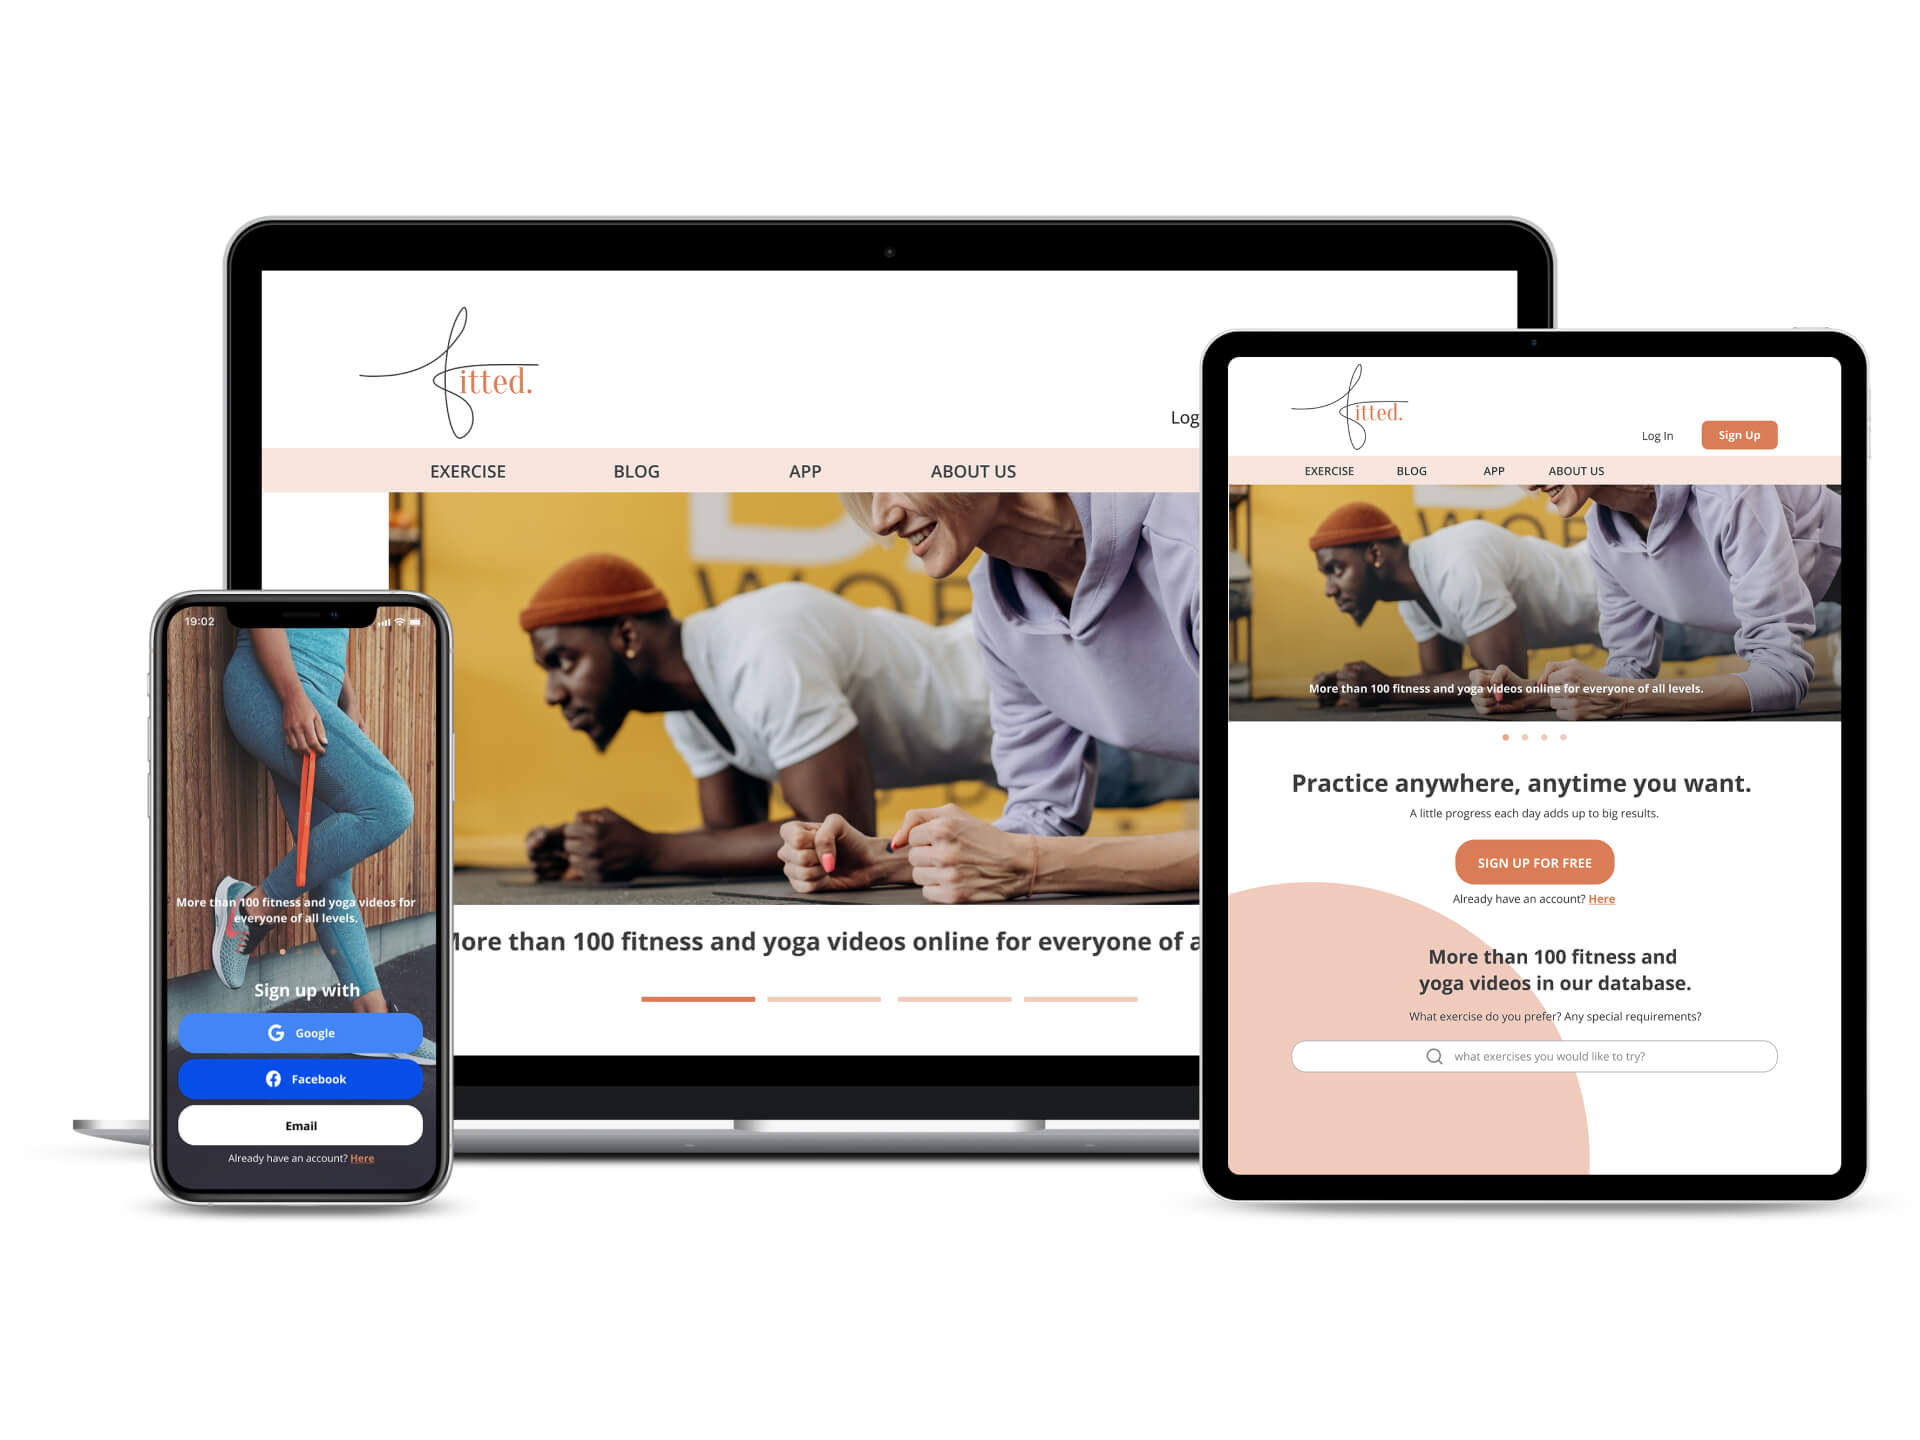 fitted.
Log
EXERCISE BLOG APP ABOUT US
WOR
More than 100 fitness and yoga videos online for everyone of a
19:02
More than 100 fitness and yoga videos for
everyone of all levels.
Sign up with
Google
Facebook
Email
Already have an account? Here
fitted.
Log In Sign Up
EXERCISE BLOG APP ABOUT US
More than 100 fitness and yoga videos online for everyone of all levels.
Practice anywhere, anytime you want.
A little progress each day adds up to big results.
SIGN UP FOR FREE
Already have an account? Here
More than 100 fitness and
yoga videos in our database.
What exercise do you prefer? Any special requirements?
what exercises you would like to try?